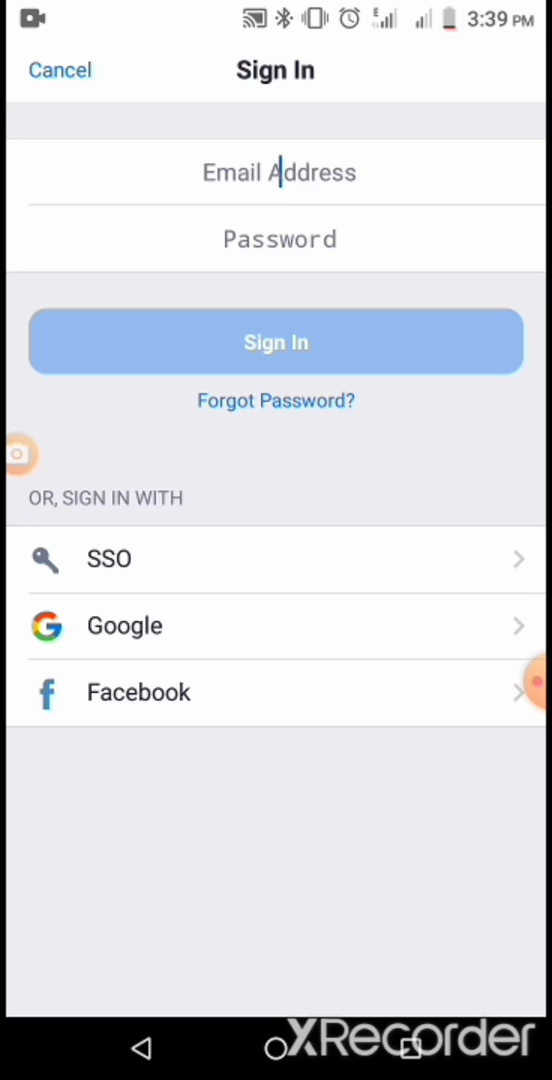 3:39 PM
Cancel
Sign In
Email Address
Password
Sign In
Forgot Password?
OR, SIGN IN WITH
SSO
Google
Facebook
XRecorder